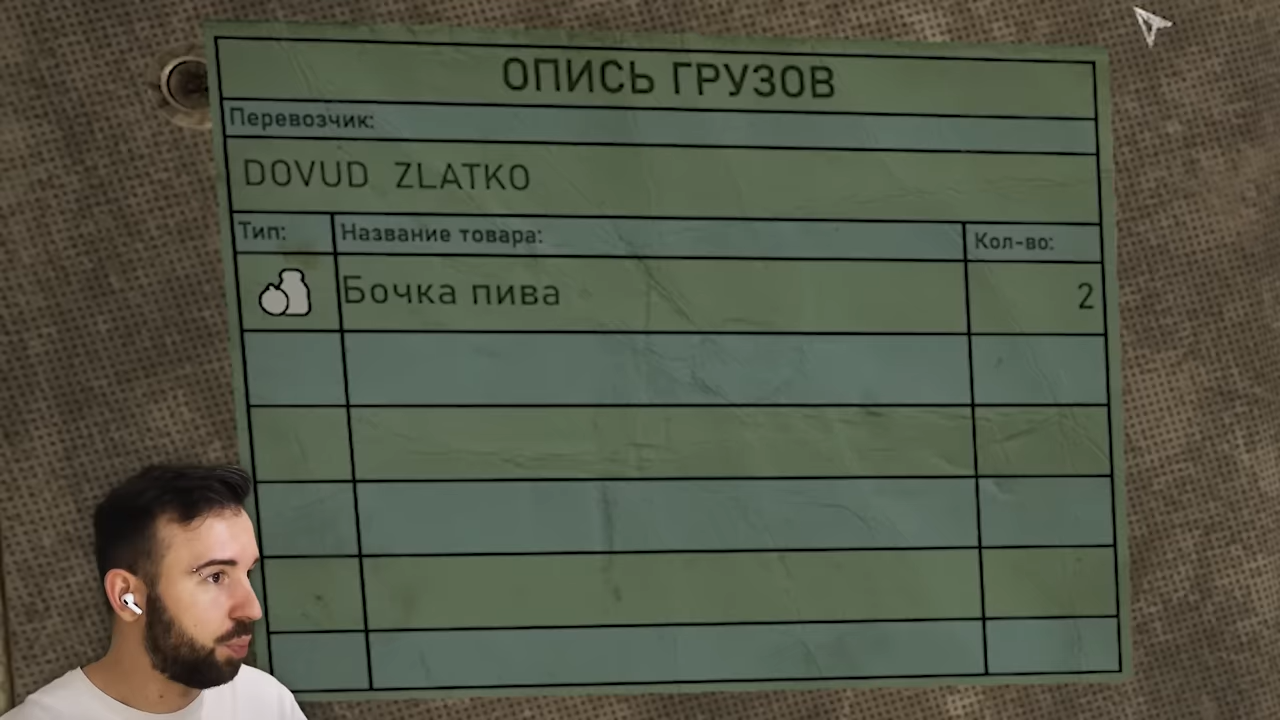 ОПИСЬ ГРУЗОВ
Перевозчик:
DOVUD ZLATKO
Тип: Название товара: Кол-во:
Бочка пива 2